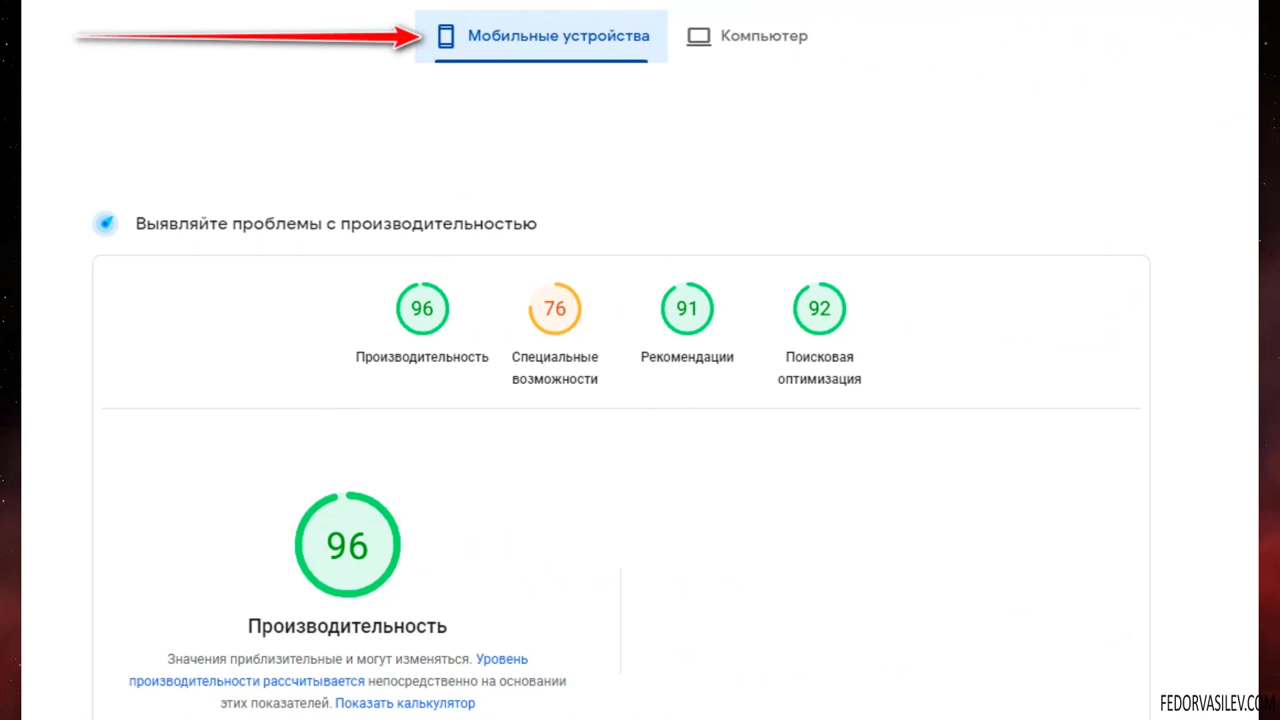 Мобильные устройства
Компьютер
Выявляйте проблемы с производительностью
96
76
91
92
Производительность
Специальные
возможности
Рекомендации
Поисковая
оптимизация
96
Производительность
Значения приблизительные и могут изменяться. Уровень
производительности рассчитывается непосредственно на основании
этих показателей. Показать калькулятор
FEDORVASILEV.COM